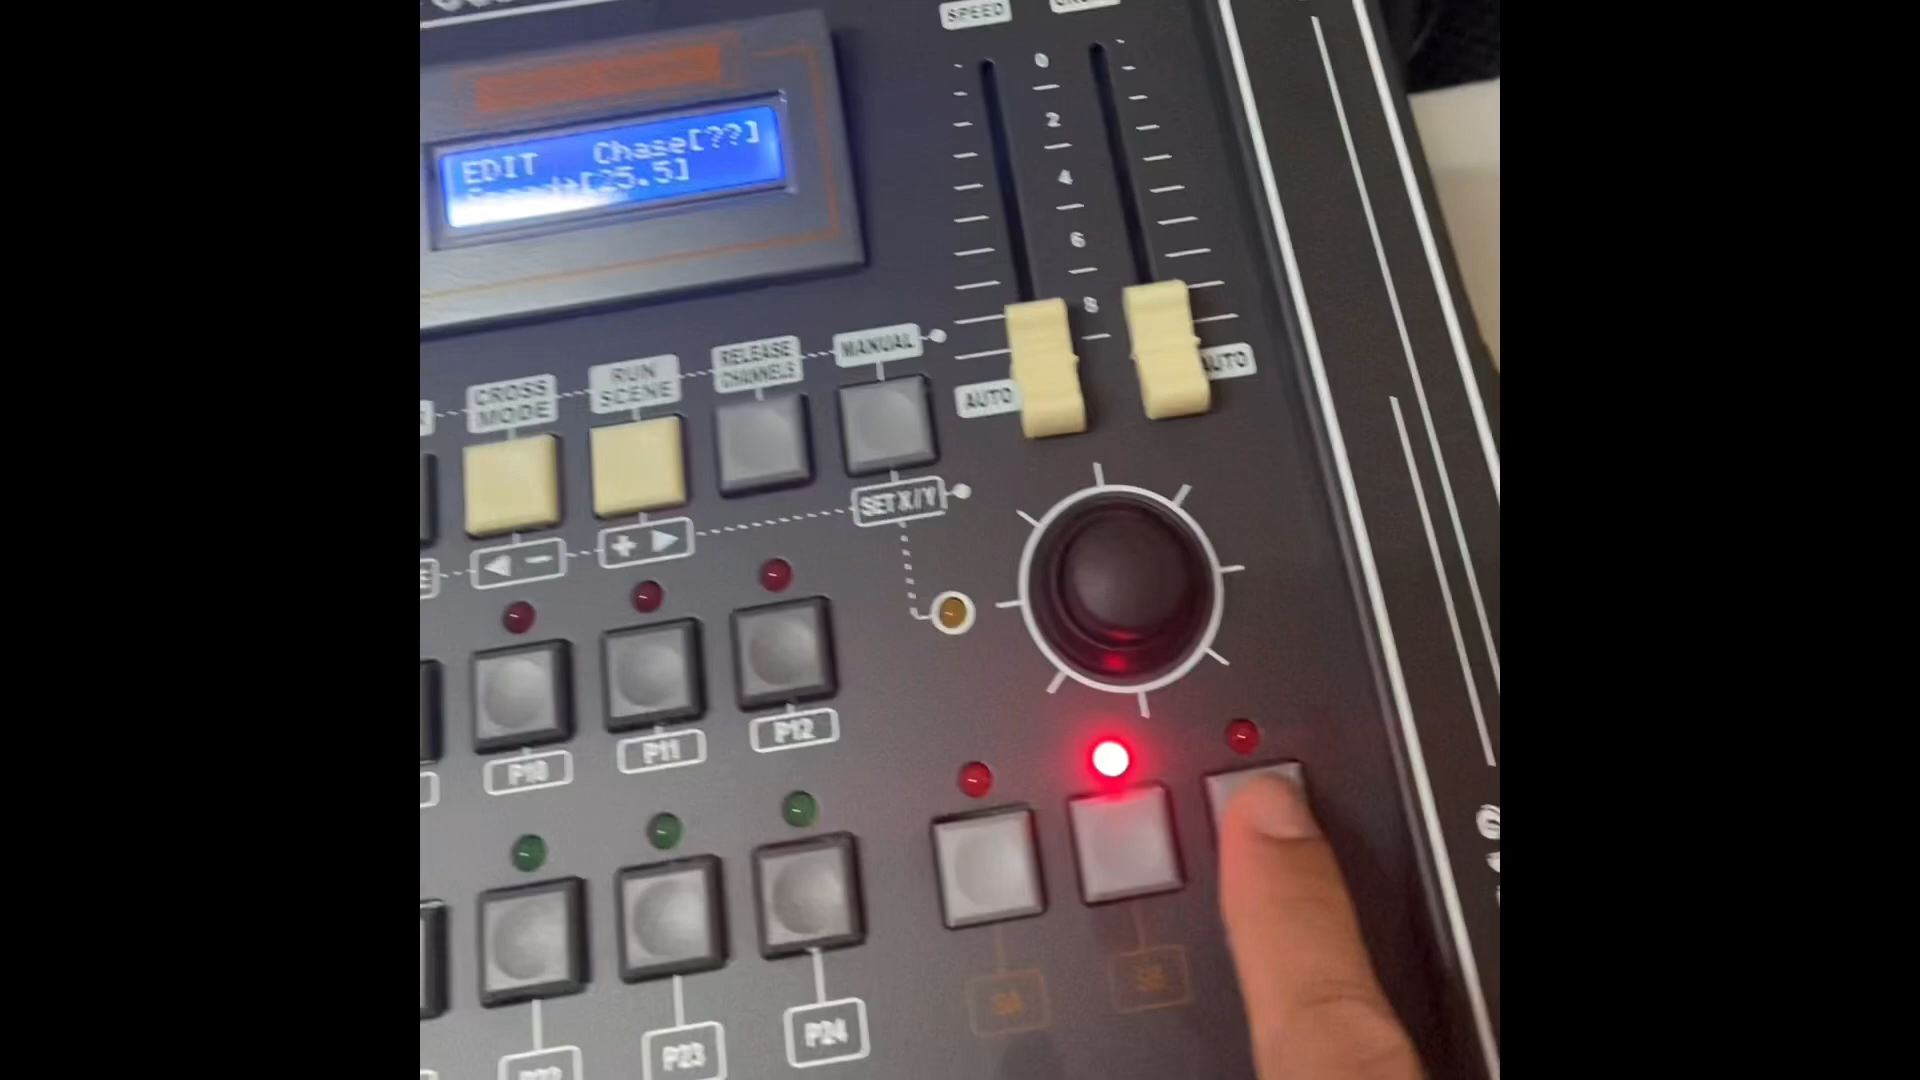 SPEED
EDIT Chase[??]
[25.5]
0
2
4
6
8
AUTO
AUTO
CROSS
MODE
RUN
SCENE
RELEASE
CHANNELS
MANUAL
SET X/Y
◀ −
+ ▶
P10
P11
P12
P23
P24